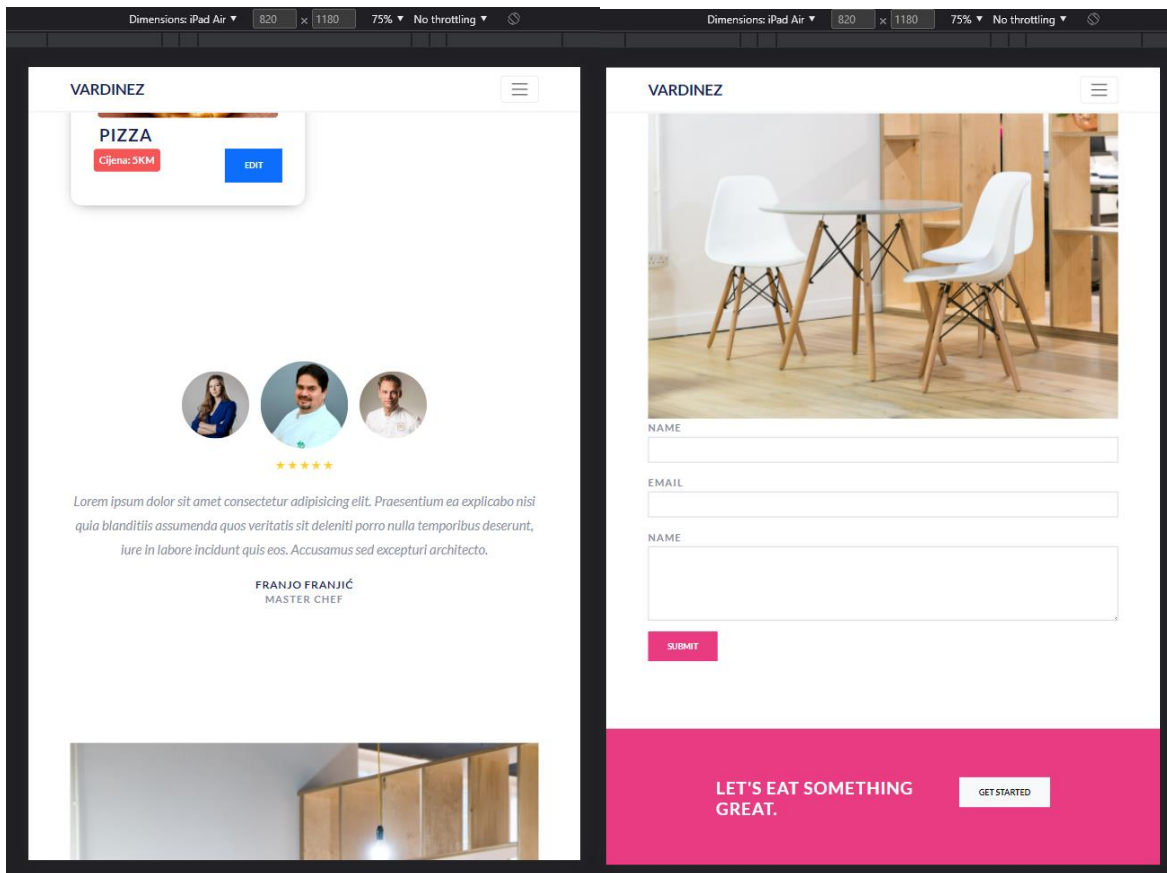 Dimensions: iPad Air ▼ 820 × 1180 75% ▼ No throttling ▼
VARDINEZ
PIZZA
Cijena: 5KM
EDIT
★★★★★
Lorem ipsum dolor sit amet consectetur adipisicing elit. Praesentium ea explicabo nisi
quia blanditiis assumenda quos veritatis sit deleniti porro nulla temporibus deserunt,
iure in labore incidunt quis eos. Accusamus sed excepturi architecto.
FRANJO FRANJIĆ
MASTER CHEF
Dimensions: iPad Air ▼ 820 × 1180 75% ▼ No throttling ▼
VARDINEZ
NAME
EMAIL
NAME
SUBMIT
LET'S EAT SOMETHING
GREAT.
GET STARTED